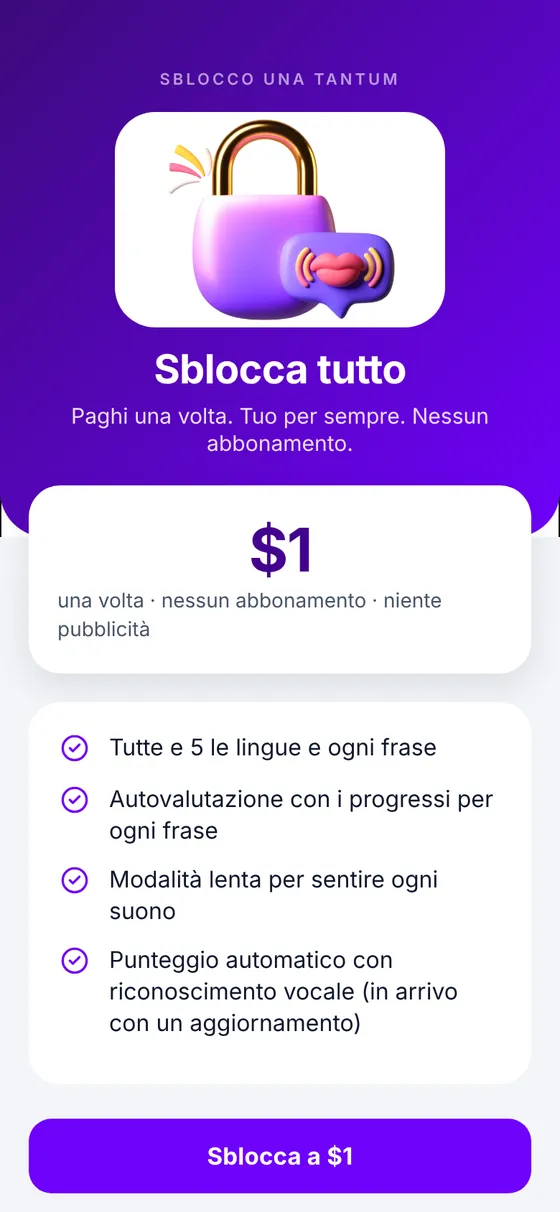 SBLOCCO UNA TANTUM
Sblocca tutto
Paghi una volta. Tuo per sempre. Nessun
abbonamento.
$1
una volta · nessun abbonamento · niente
pubblicità
Tutte e 5 le lingue e ogni frase
Autovalutazione con i progressi per
ogni frase
Modalità lenta per sentire ogni
suono
Punteggio automatico con
riconoscimento vocale (in arrivo
con un aggiornamento)
Sblocca a $1